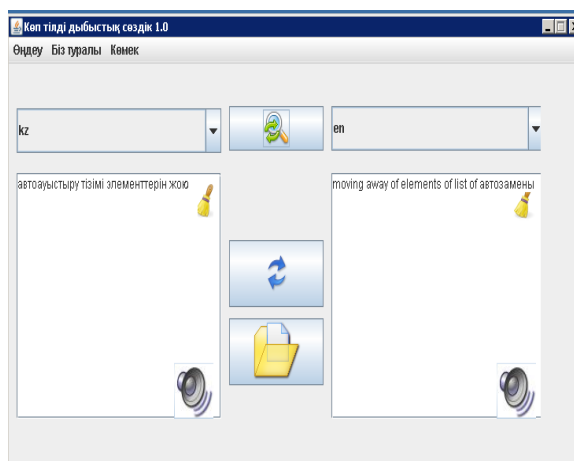 Көп тілді дыбыстық сөздік 1.0
Өңдеу Біз туралы Көмек
kz
en
автоауыстыру тізімі элементтерін жою
moving away of elements of list of автозамены